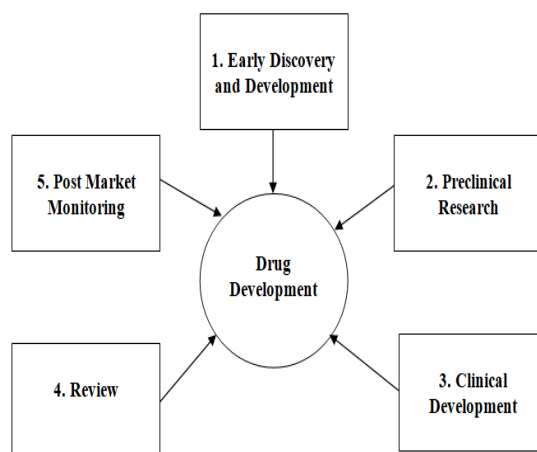 1. Early Discovery
and Development
5. Post Market
Monitoring
2. Preclinical
Research
Drug
Development
4. Review
3. Clinical
Development